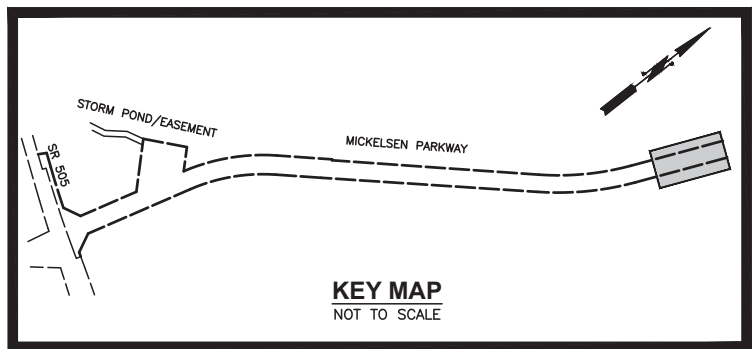 STORM POND/EASEMENT
MICKELSEN PARKWAY
SR 505
KEY MAP
NOT TO SCALE